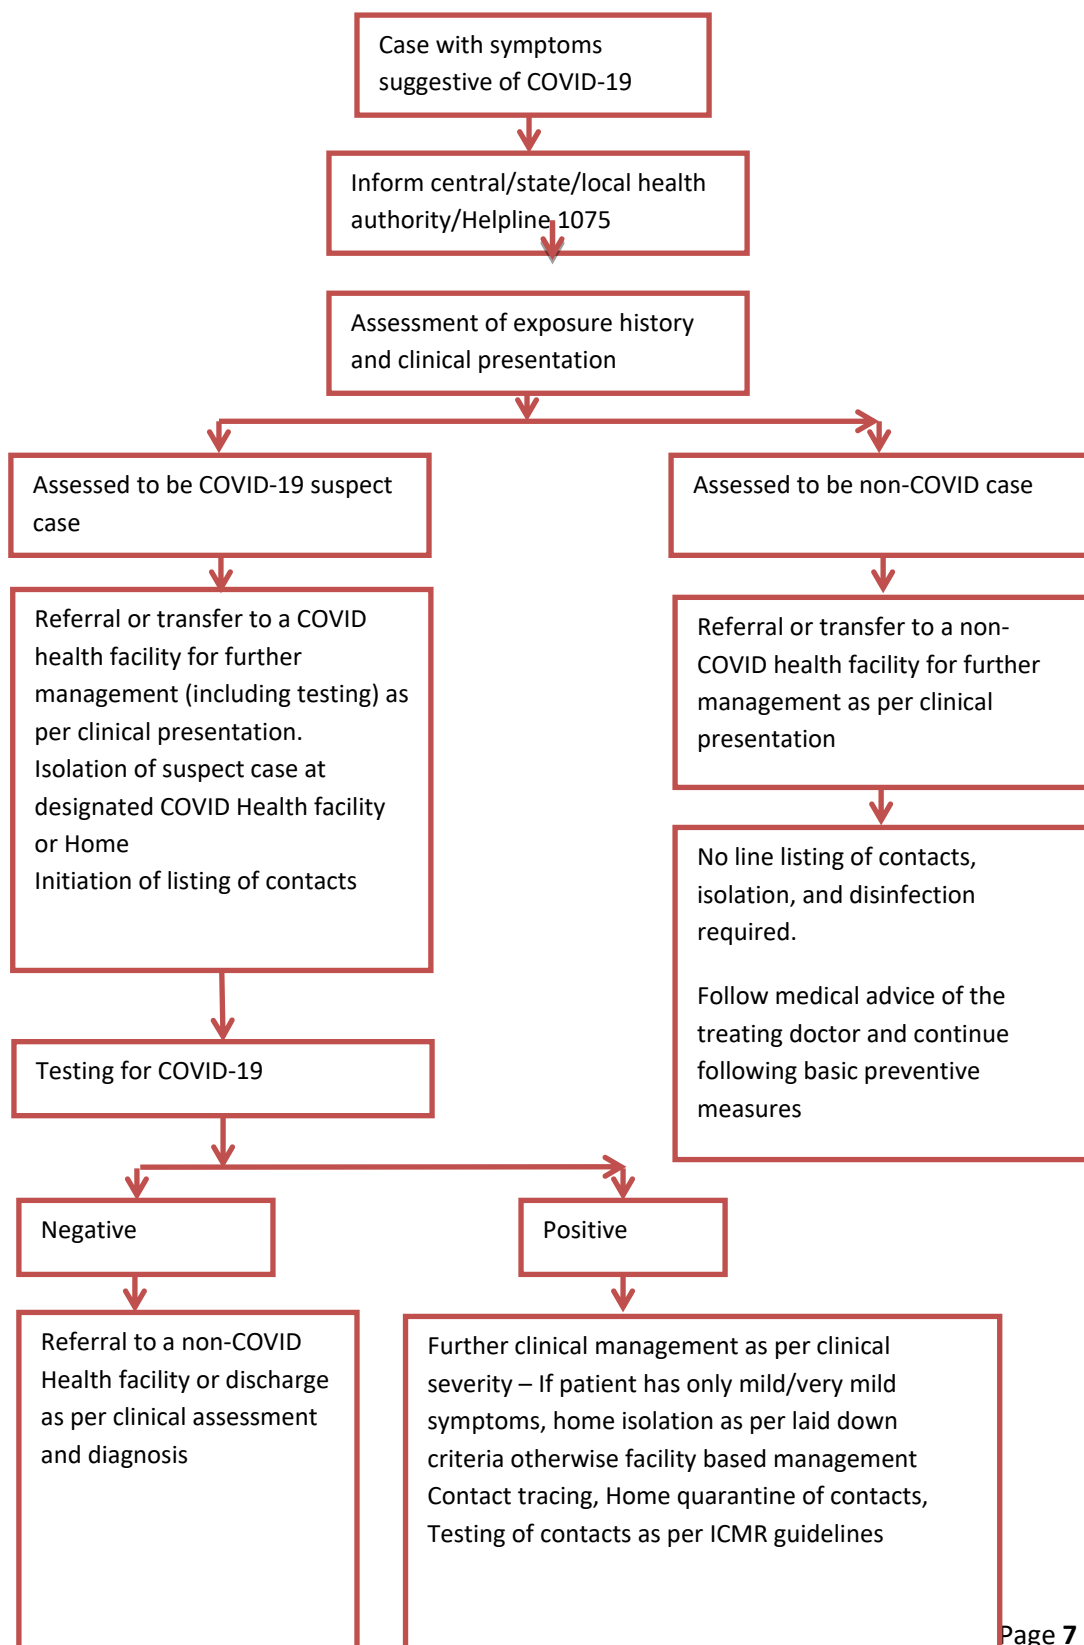 Case with symptoms
suggestive of COVID-19
Inform central/state/local health
authority/Helpline 1075
Assessment of exposure history
and clinical presentation
Assessed to be COVID-19 suspect
case
Assessed to be non-COVID case
Referral or transfer to a COVID
health facility for further
management (including testing) as
per clinical presentation.
Isolation of suspect case at
designated COVID Health facility
or Home
Initiation of listing of contacts
Referral or transfer to a non-
COVID health facility for further
management as per clinical
presentation
No line listing of contacts,
isolation, and disinfection
required.
Follow medical advice of the
treating doctor and continue
following basic preventive
measures
Testing for COVID-19
Negative
Positive
Referral to a non-COVID
Health facility or discharge
as per clinical assessment
and diagnosis
Further clinical management as per clinical
severity – If patient has only mild/very mild
symptoms, home isolation as per laid down
criteria otherwise facility based management
Contact tracing, Home quarantine of contacts,
Testing of contacts as per ICMR guidelines
Page 7